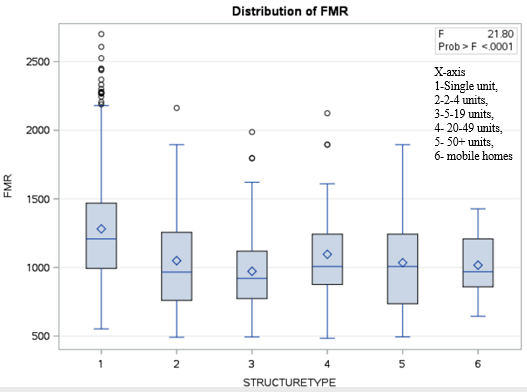 Distribution of FMR
F 21.80
Prob > F <.0001
X-axis
1-Single unit,
2-2-4 units,
3-5-19 units,
4- 20-49 units,
5- 50+ units,
6- mobile homes
FMR
2500
2000
1500
1000
500
1 2 3 4 5 6
STRUCTURETYPE